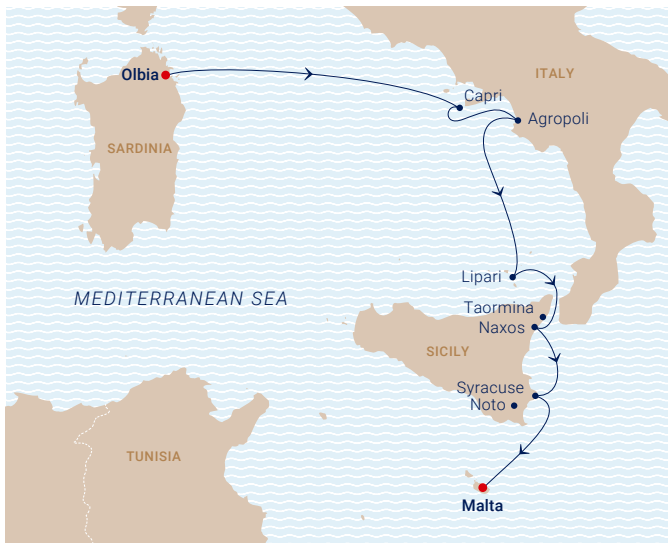 ITALY
Olbia
Capri
Agropoli
SARDINIA
Lipari
MEDITERRANEAN SEA
Taormina
Naxos
SICILY
Syracuse
Noto
TUNISIA
Malta